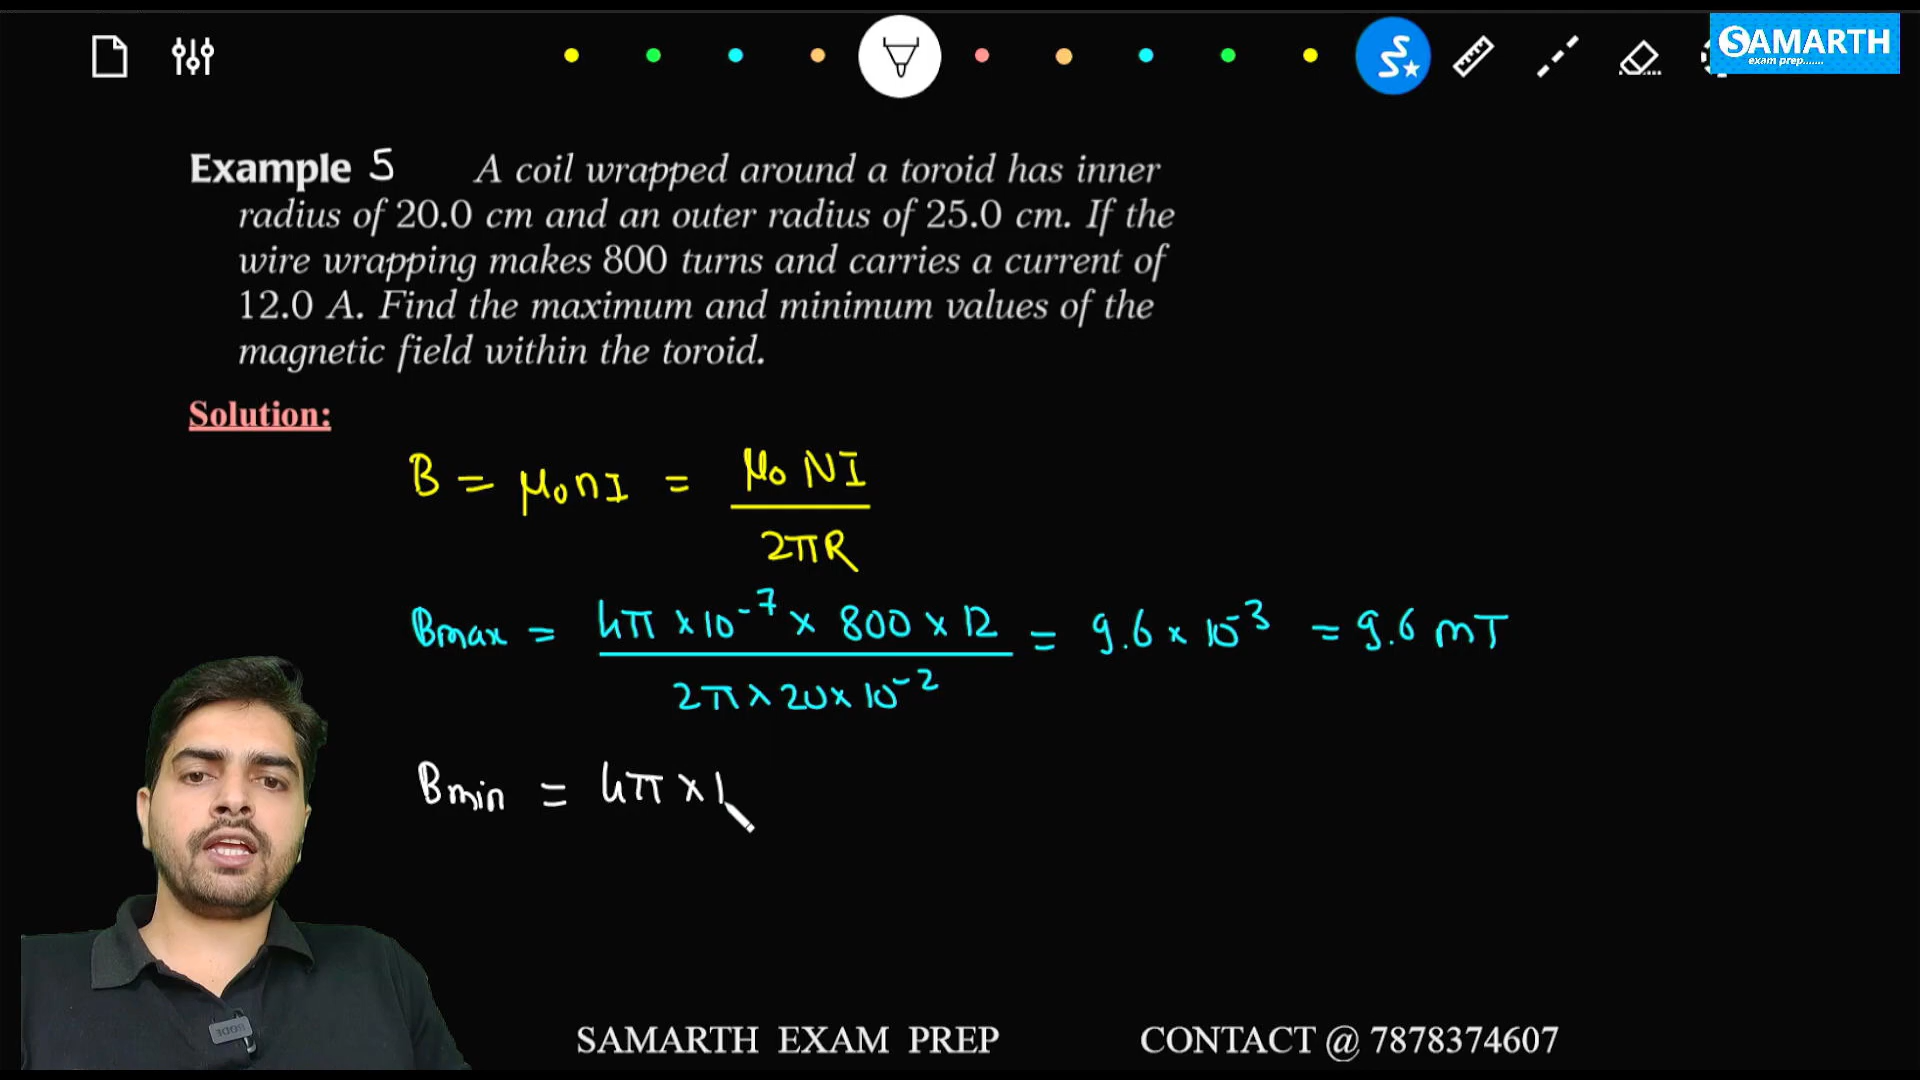 SAMARTH
exam prep.......
Example 5 A coil wrapped around a toroid has inner
radius of 20.0 cm and an outer radius of 25.0 cm. If the
wire wrapping makes 800 turns and carries a current of
12.0 A. Find the maximum and minimum values of the
magnetic field within the toroid.
Solution:
B = μ₀nI = μ₀NI / 2πR
Bmax = 4π × 10⁻⁷ × 800 × 12 / 2π × 20 × 10⁻² = 9.6 × 10⁻³ = 9.6 mT
Bmin = 4π × 1
RODE
SAMARTH EXAM PREP CONTACT @ 7878374607